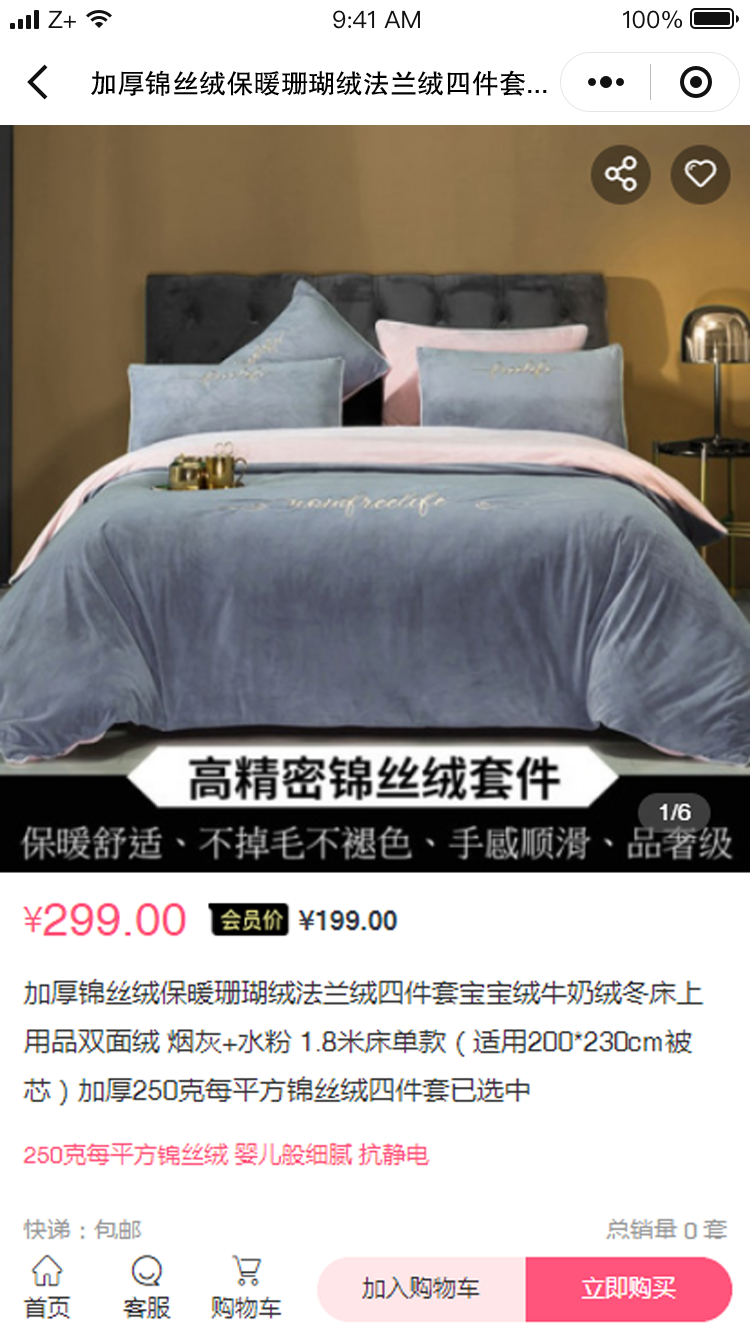 Z+ 9:41 AM 100%
加厚锦丝绒保暖珊瑚绒法兰绒四件套...
nomfreelife
高精密锦丝绒套件
1/6
保暖舒适、不掉毛不褪色、手感顺滑、品奢级
¥299.00 会员价 ¥199.00
加厚锦丝绒保暖珊瑚绒法兰绒四件套宝宝绒牛奶绒冬床上
用品双面绒 烟灰+水粉 1.8米床单款（适用200*230cm被
芯）加厚250克每平方锦丝绒四件套已选中
250克每平方锦丝绒 婴儿般细腻 抗静电
快递：包邮 总销量 0 套
首页 客服 购物车 加入购物车 立即购买